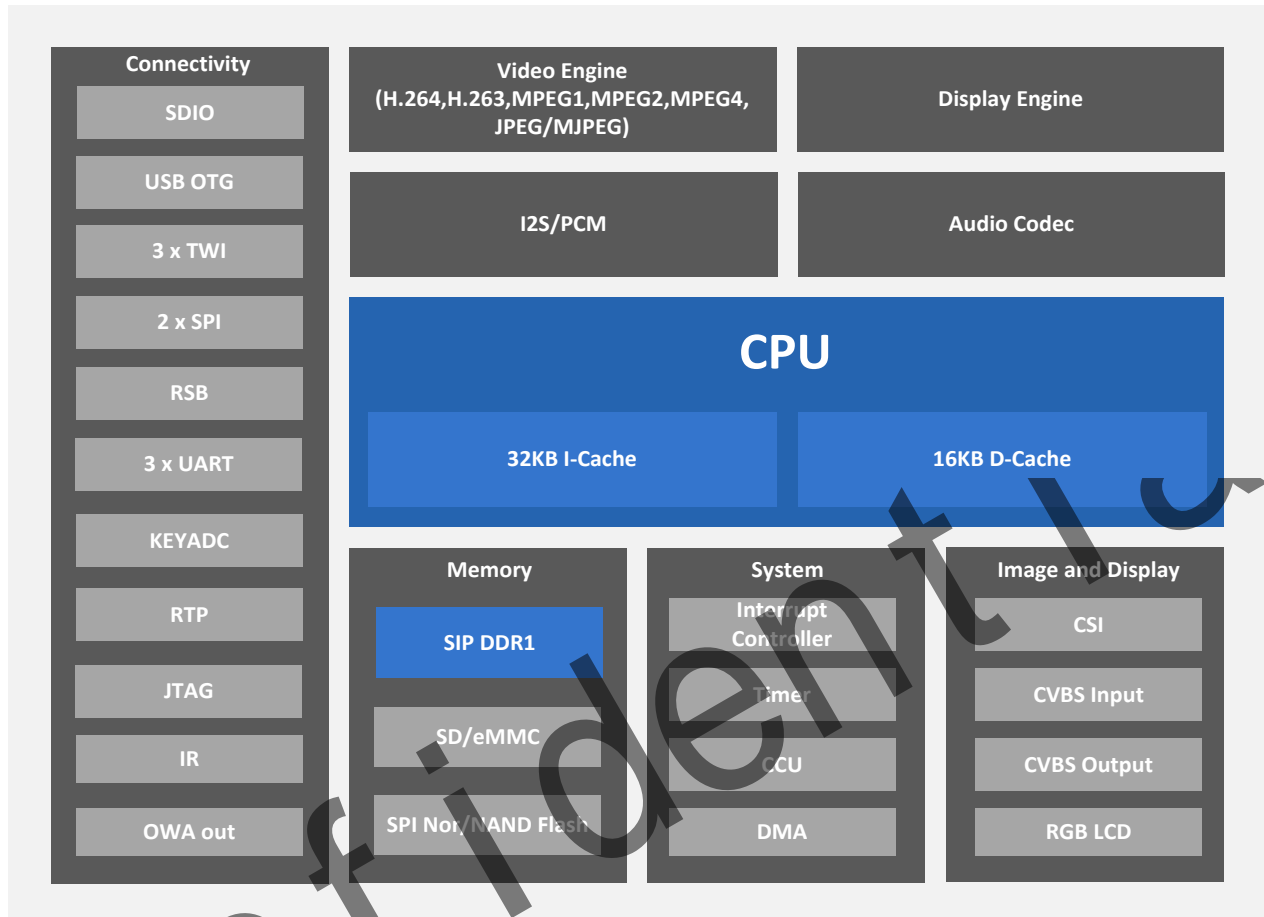 Connectivity
SDIO
USB OTG
3 x TWI
2 x SPI
RSB
3 x UART
KEYADC
RTP
JTAG
IR
OWA out
Video Engine
(H.264,H.263,MPEG1,MPEG2,MPEG4,
JPEG/MJPEG)
Display Engine
I2S/PCM
Audio Codec
CPU
32KB I-Cache
16KB D-Cache
Memory
SIP DDR1
SD/eMMC
SPI Nor/NAND Flash
System
Interrupt
Controller
Timer
CCU
DMA
Image and Display
CSI
CVBS Input
CVBS Output
RGB LCD